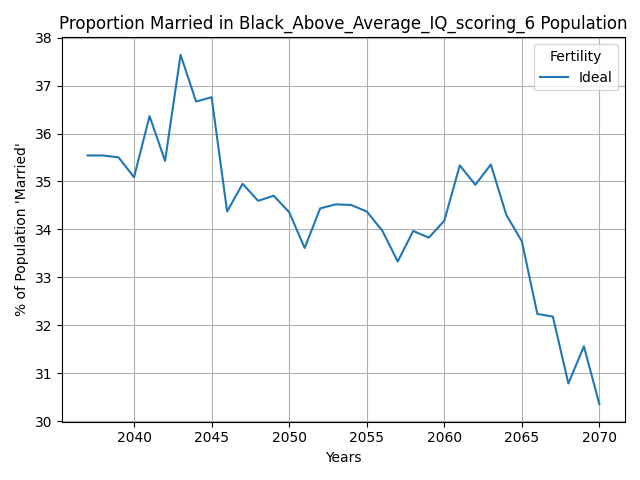 Proportion Married in Black_Above_Average_IQ_scoring_6 Population
38
37
36
35
34
33
32
31
30
% of Population 'Married'
Fertility
Ideal
2040 2045 2050 2055 2060 2065 2070
Years